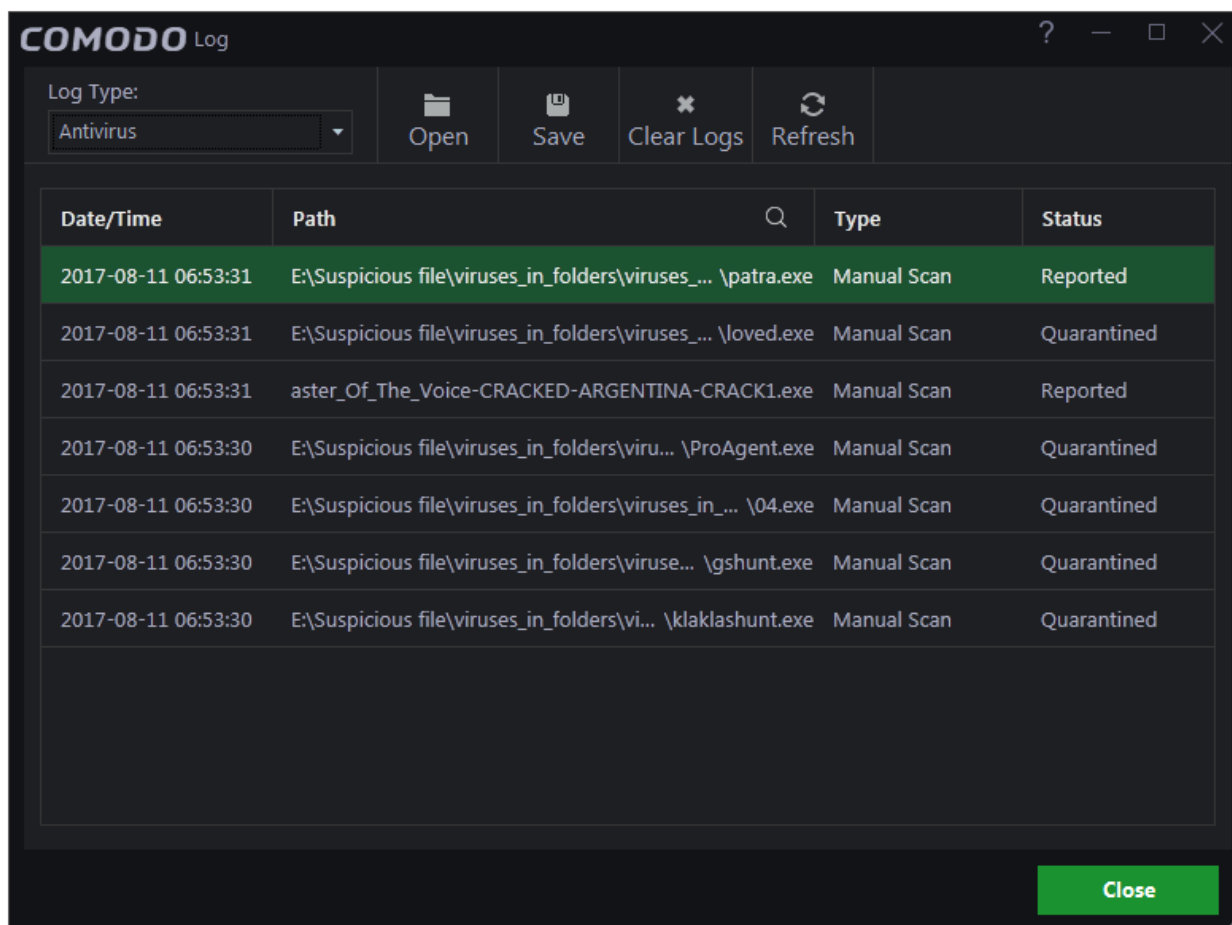 COMODO Log ?
Log Type:
Antivirus
Open Save Clear Logs Refresh
Date/Time Path Type Status
2017-08-11 06:53:31 E:\Suspicious file\viruses_in_folders\viruses_... \patra.exe Manual Scan Reported
2017-08-11 06:53:31 E:\Suspicious file\viruses_in_folders\viruses_... \loved.exe Manual Scan Quarantined
2017-08-11 06:53:31 aster_Of_The_Voice-CRACKED-ARGENTINA-CRACK1.exe Manual Scan Reported
2017-08-11 06:53:30 E:\Suspicious file\viruses_in_folders\viru... \ProAgent.exe Manual Scan Quarantined
2017-08-11 06:53:30 E:\Suspicious file\viruses_in_folders\viruses_in_... \04.exe Manual Scan Quarantined
2017-08-11 06:53:30 E:\Suspicious file\viruses_in_folders\viruse... \gshunt.exe Manual Scan Quarantined
2017-08-11 06:53:30 E:\Suspicious file\viruses_in_folders\vi... \klaklashunt.exe Manual Scan Quarantined
Close